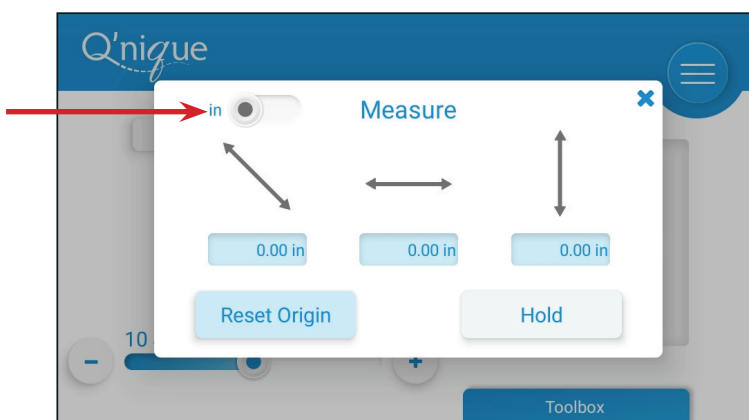 Q'nique
in
Measure
0.00 in
0.00 in
0.00 in
Reset Origin
Hold
10
-
+
Toolbox